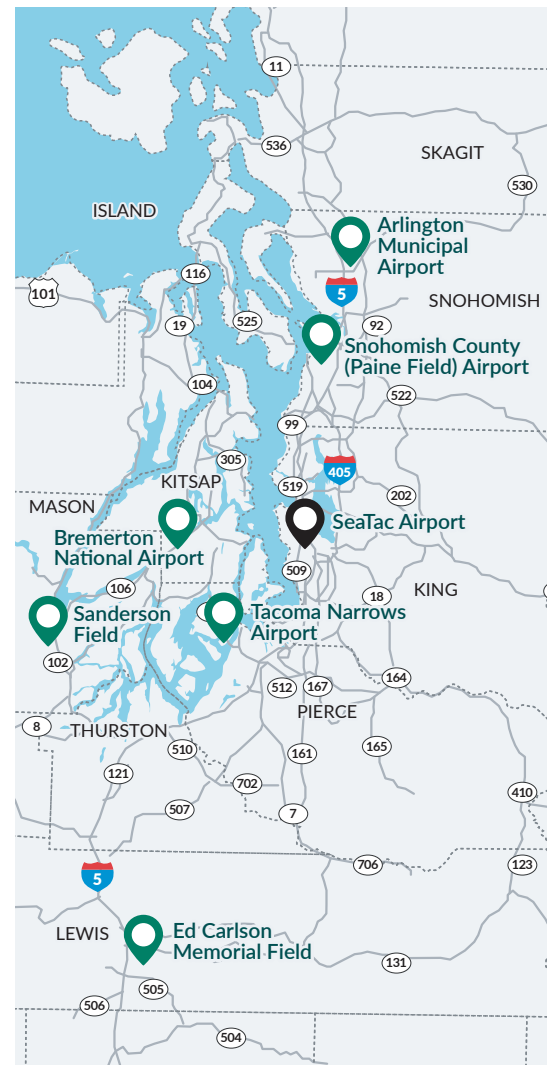 11
536
SKAGIT
530
ISLAND
Arlington
Municipal
Airport
116
101
5
SNOHOMISH
19
525
92
Snohomish County
(Paine Field) Airport
104
522
99
305
405
KITSAP
519
202
MASON
SeaTac Airport
Bremerton
National Airport
509
106
18
KING
Sanderson
Field
Tacoma Narrows
Airport
102
164
512
167
PIERCE
8
THURSTON
510
161
165
121
702
410
507
7
706
123
5
LEWIS
Ed Carlson
Memorial Field
131
505
506
504